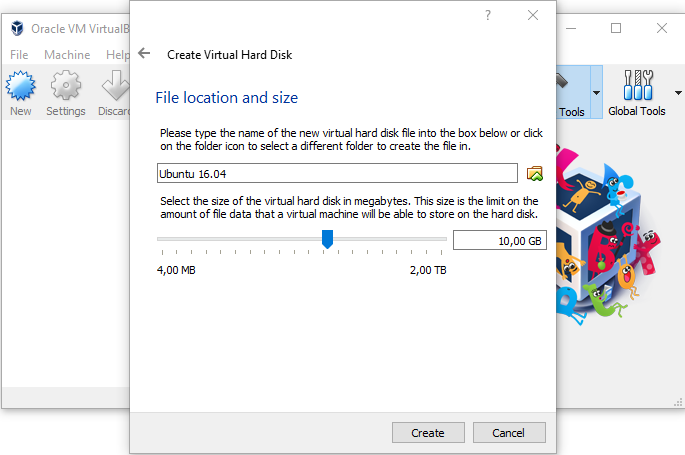 Oracle VM VirtualB
File Machine Help
New Settings Discard
Tools Global Tools
?
Create Virtual Hard Disk
File location and size
Please type the name of the new virtual hard disk file into the box below or click
on the folder icon to select a different folder to create the file in.
Ubuntu 16.04
Select the size of the virtual hard disk in megabytes. This size is the limit on the
amount of file data that a virtual machine will be able to store on the hard disk.
10,00 GB
4,00 MB 2,00 TB
Create Cancel